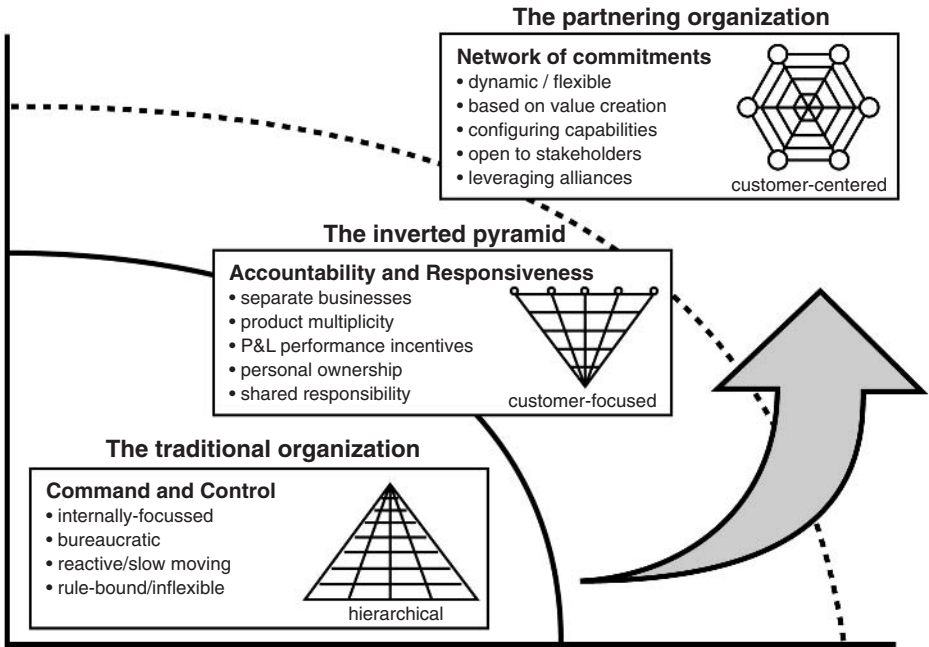 The partnering organization
Network of commitments
• dynamic / flexible
• based on value creation
• configuring capabilities
• open to stakeholders
• leveraging alliances
customer-centered
The inverted pyramid
Accountability and Responsiveness
• separate businesses
• product multiplicity
• P&L performance incentives
• personal ownership
• shared responsibility
customer-focused
The traditional organization
Command and Control
• internally-focussed
• bureaucratic
• reactive/slow moving
• rule-bound/inflexible
hierarchical